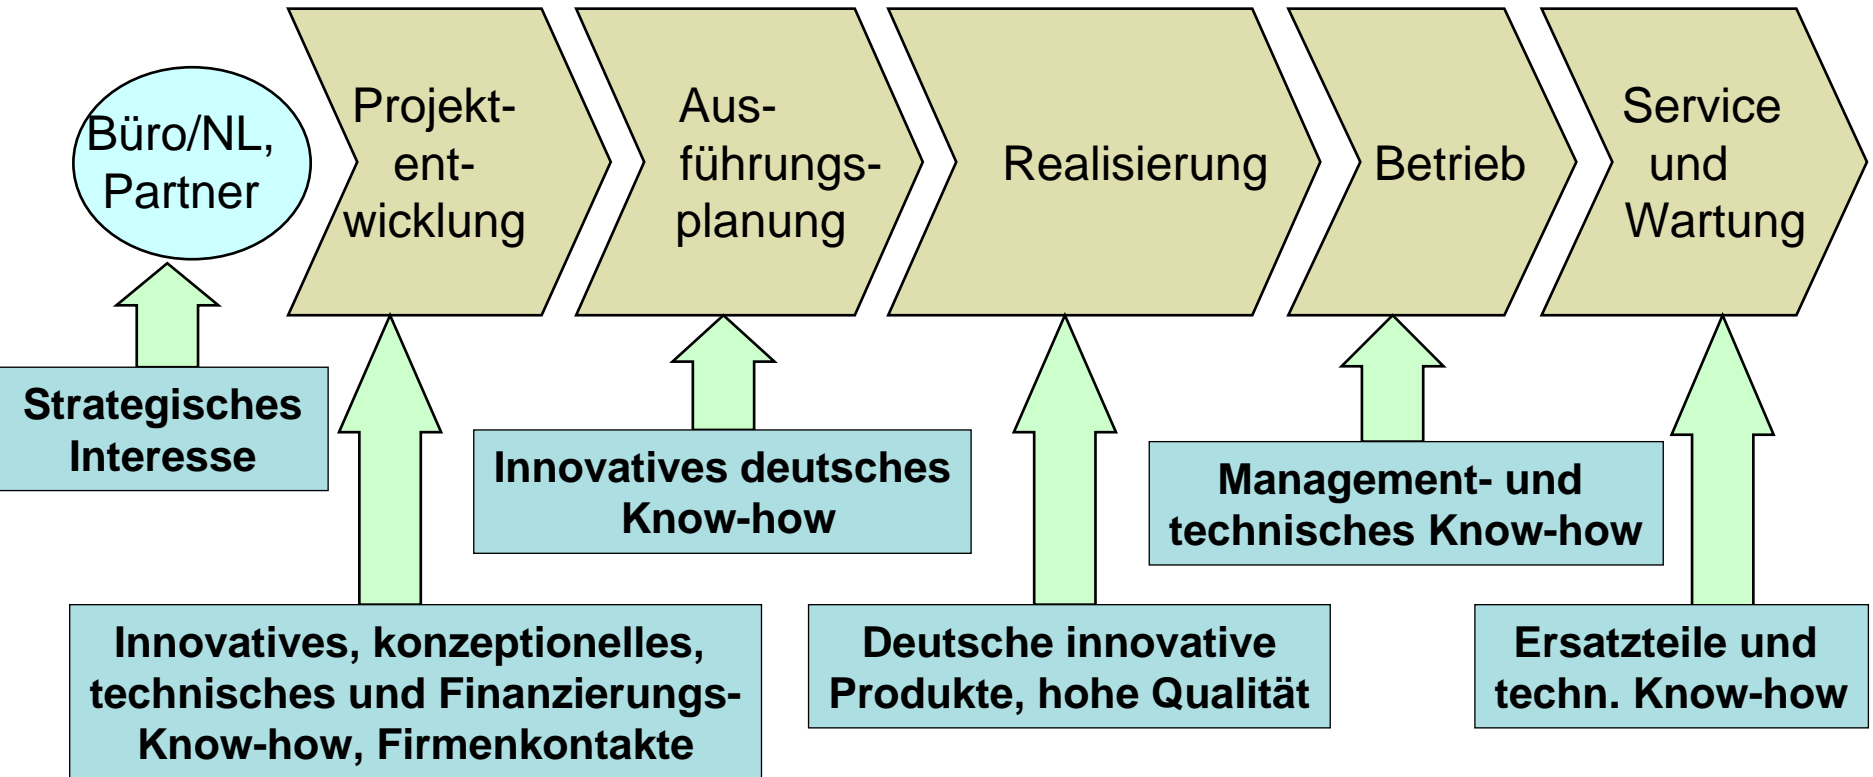 Büro/NL,
Partner
Projekt-
ent-
wicklung
Aus-
führungs-
planung
Realisierung
Betrieb
Service
und
Wartung
Strategisches
Interesse
Innovatives deutsches
Know-how
Management- und
technisches Know-how
Innovatives, konzeptionelles,
technisches und Finanzierungs-
Know-how, Firmenkontakte
Deutsche innovative
Produkte, hohe Qualität
Ersatzteile und
techn. Know-how